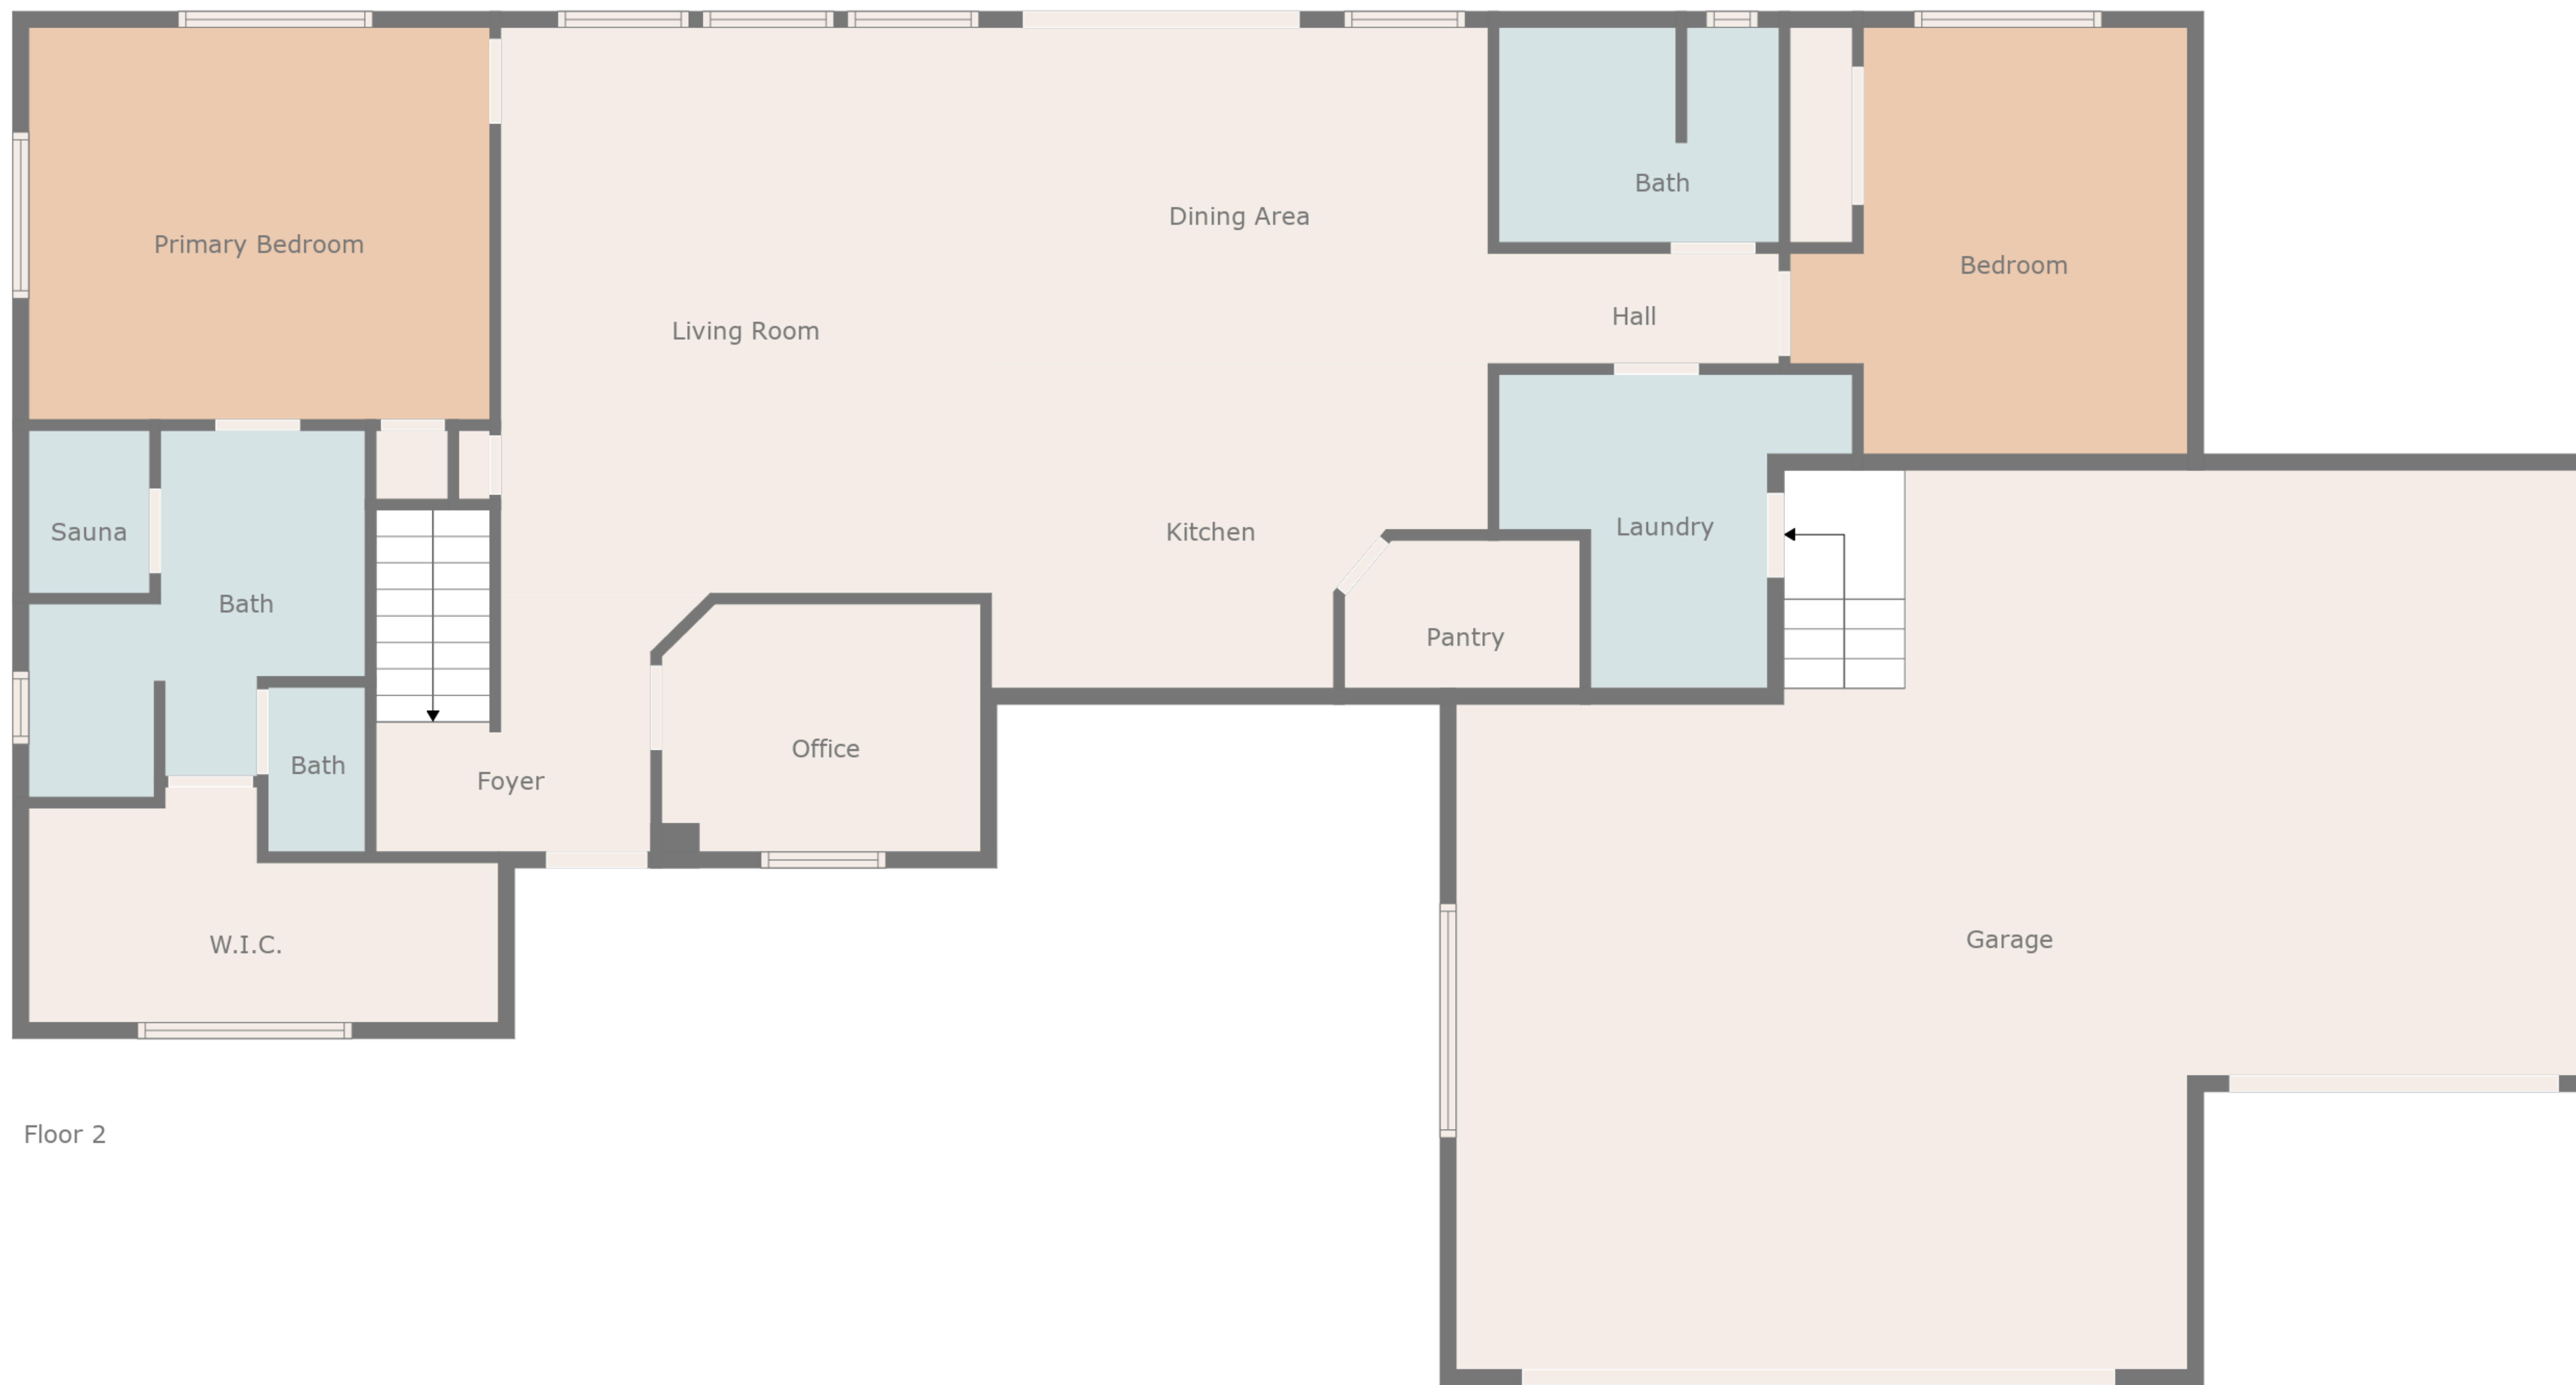 Bath
Dining Area
Primary Bedroom
Bedroom
Hall
Living Room
Sauna
Kitchen
Laundry
Bath
Pantry
Office
Bath
Foyer
Garage
W.I.C.
Floor 2